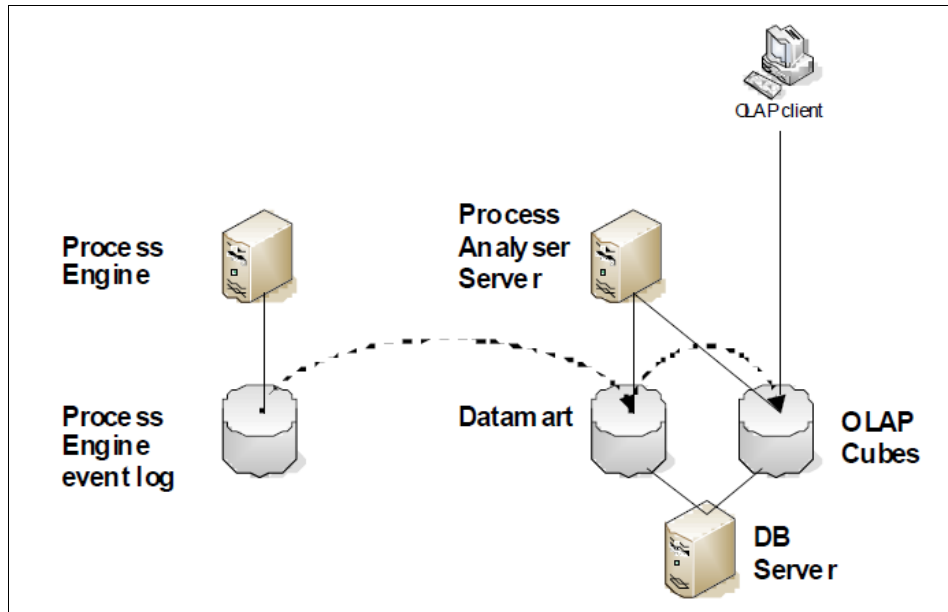 OLAP client
Process
Engine
Process
Analyser
Server
Process
Engine
event log
Datamart
OLAP
Cubes
DB
Server